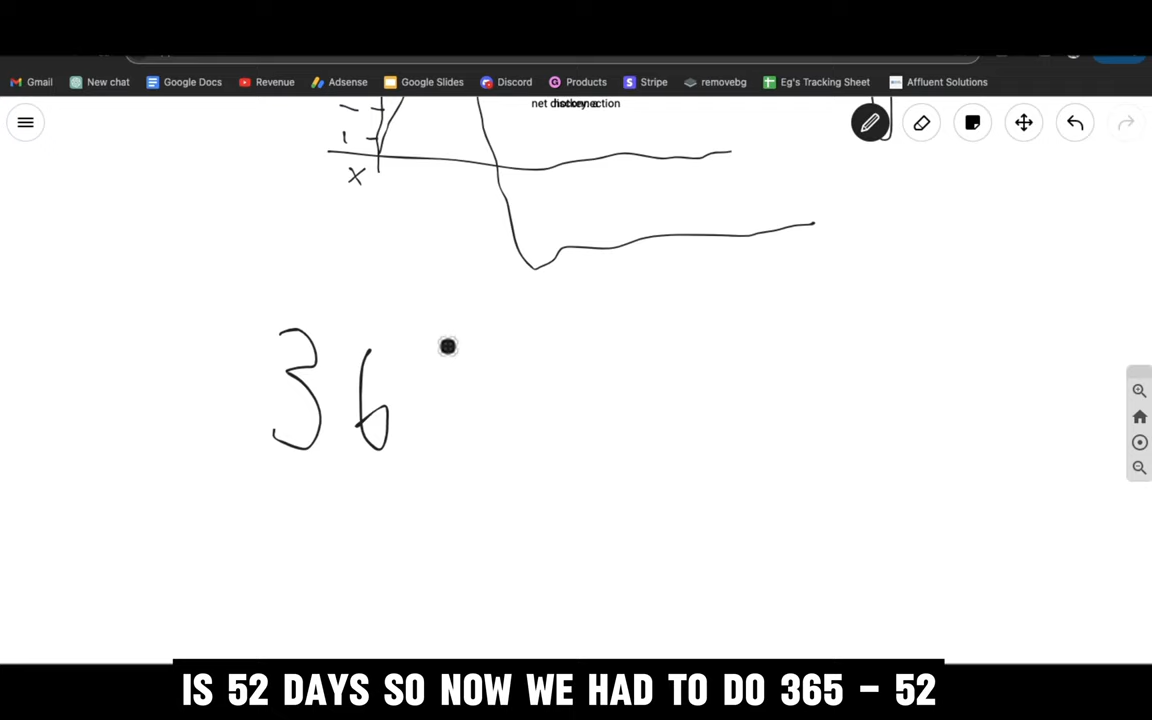 Gmail New chat Google Docs Revenue Adsense Google Slides Discord Products Stripe removebg Eg's Tracking Sheet Affluent Solutions
x
36
IS 52 DAYS SO NOW WE HAD TO DO 365 – 52